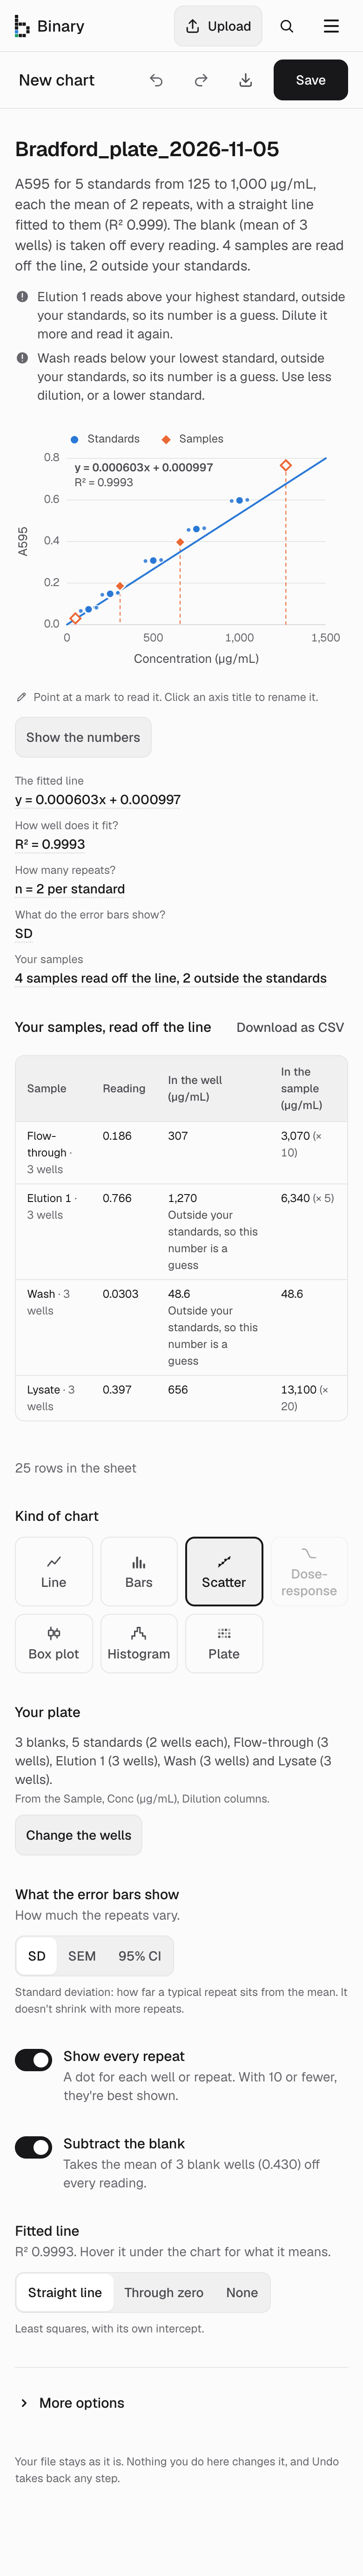 Binary
Upload
New chart
Save
Bradford_plate_2026-11-05
A595 for 5 standards from 125 to 1,000 µg/mL,
each the mean of 2 repeats, with a straight line
fitted to them (R² 0.999). The blank (mean of 3
wells) is taken off every reading. 4 samples are read
off the line, 2 outside your standards.
Elution 1 reads above your highest standard, outside
your standards, so its number is a guess. Dilute it
more and read it again.
Wash reads below your lowest standard, outside
your standards, so its number is a guess. Use less
dilution, or a lower standard.
Standards
Samples
0.8
y = 0.000603x + 0.000997
R² = 0.9993
0.6
0.4
A595
0.2
0.0
0
500
1,000
1,500
Concentration (µg/mL)
Point at a mark to read it. Click an axis title to rename it.
Show the numbers
The fitted line
y = 0.000603x + 0.000997
How well does it fit?
R² = 0.9993
How many repeats?
n = 2 per standard
What do the error bars show?
SD
Your samples
4 samples read off the line, 2 outside the standards
Your samples, read off the line
Download as CSV
Sample
Reading
In the well
(µg/mL)
In the
sample
(µg/mL)
Flow-
through ·
3 wells
0.186
307
3,070 (×
10)
Elution 1 ·
3 wells
0.766
1,270
Outside your
standards, so this
number is a
guess
6,340 (× 5)
Wash · 3
wells
0.0303
48.6
Outside your
standards, so this
number is a
guess
48.6
Lysate · 3
wells
0.397
656
13,100 (×
20)
25 rows in the sheet
Kind of chart
Line
Bars
Scatter
Dose-
response
Box plot
Histogram
Plate
Your plate
3 blanks, 5 standards (2 wells each), Flow-through (3
wells), Elution 1 (3 wells), Wash (3 wells) and Lysate (3
wells).
From the Sample, Conc (µg/mL), Dilution columns.
Change the wells
What the error bars show
How much the repeats vary.
SD
SEM
95% CI
Standard deviation: how far a typical repeat sits from the mean. It
doesn't shrink with more repeats.
Show every repeat
A dot for each well or repeat. With 10 or fewer,
they're best shown.
Subtract the blank
Takes the mean of 3 blank wells (0.430) off
every reading.
Fitted line
R² 0.9993. Hover it under the chart for what it means.
Straight line
Through zero
None
Least squares, with its own intercept.
More options
Your file stays as it is. Nothing you do here changes it, and Undo
takes back any step.